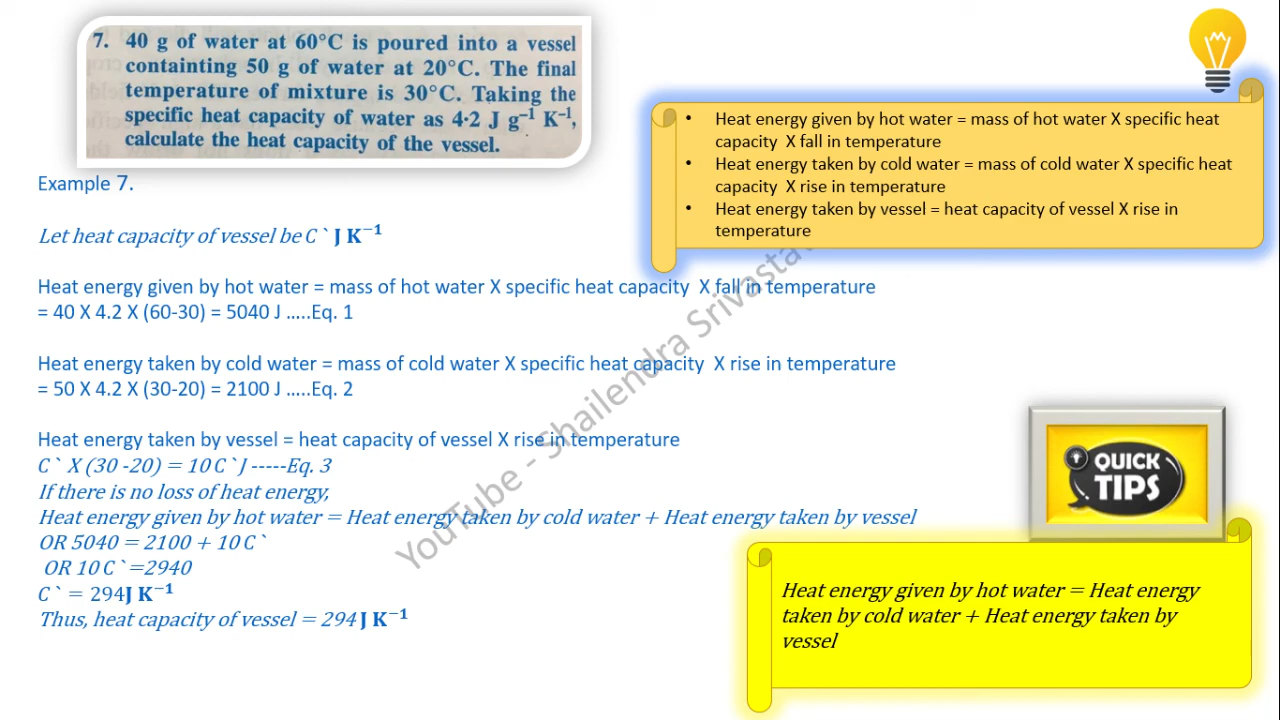 7. 40 g of water at 60°C is poured into a vessel
containting 50 g of water at 20°C. The final
temperature of mixture is 30°C. Taking the
specific heat capacity of water as 4·2 J g⁻¹ K⁻¹,
calculate the heat capacity of the vessel.
• Heat energy given by hot water = mass of hot water X specific heat
capacity X fall in temperature
• Heat energy taken by cold water = mass of cold water X specific heat
capacity X rise in temperature
• Heat energy taken by vessel = heat capacity of vessel X rise in
temperature
Example 7.
Let heat capacity of vessel be C ` J K⁻¹
Heat energy given by hot water = mass of hot water X specific heat capacity X fall in temperature
= 40 X 4.2 X (60-30) = 5040 J .....Eq. 1
Heat energy taken by cold water = mass of cold water X specific heat capacity X rise in temperature
= 50 X 4.2 X (30-20) = 2100 J .....Eq. 2
Heat energy taken by vessel = heat capacity of vessel X rise in temperature
C ` X (30 -20) = 10 C ` J -----Eq. 3
If there is no loss of heat energy,
Heat energy given by hot water = Heat energy taken by cold water + Heat energy taken by vessel
OR 5040 = 2100 + 10 C `
OR 10 C `=2940
C ` = 294J K⁻¹
Thus, heat capacity of vessel = 294 J K⁻¹
YouTube - Shailendra Srivastav
QUICK
TIPS
Heat energy given by hot water = Heat energy
taken by cold water + Heat energy taken by
vessel